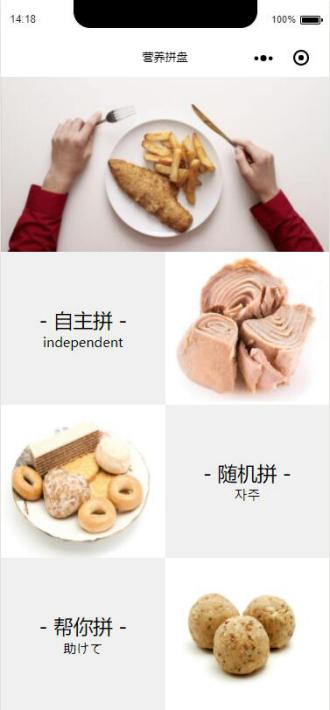 14:18
100%
营养拼盘
- 自主拼 -
independent
- 随机拼 -
자주
- 帮你拼 -
助けて